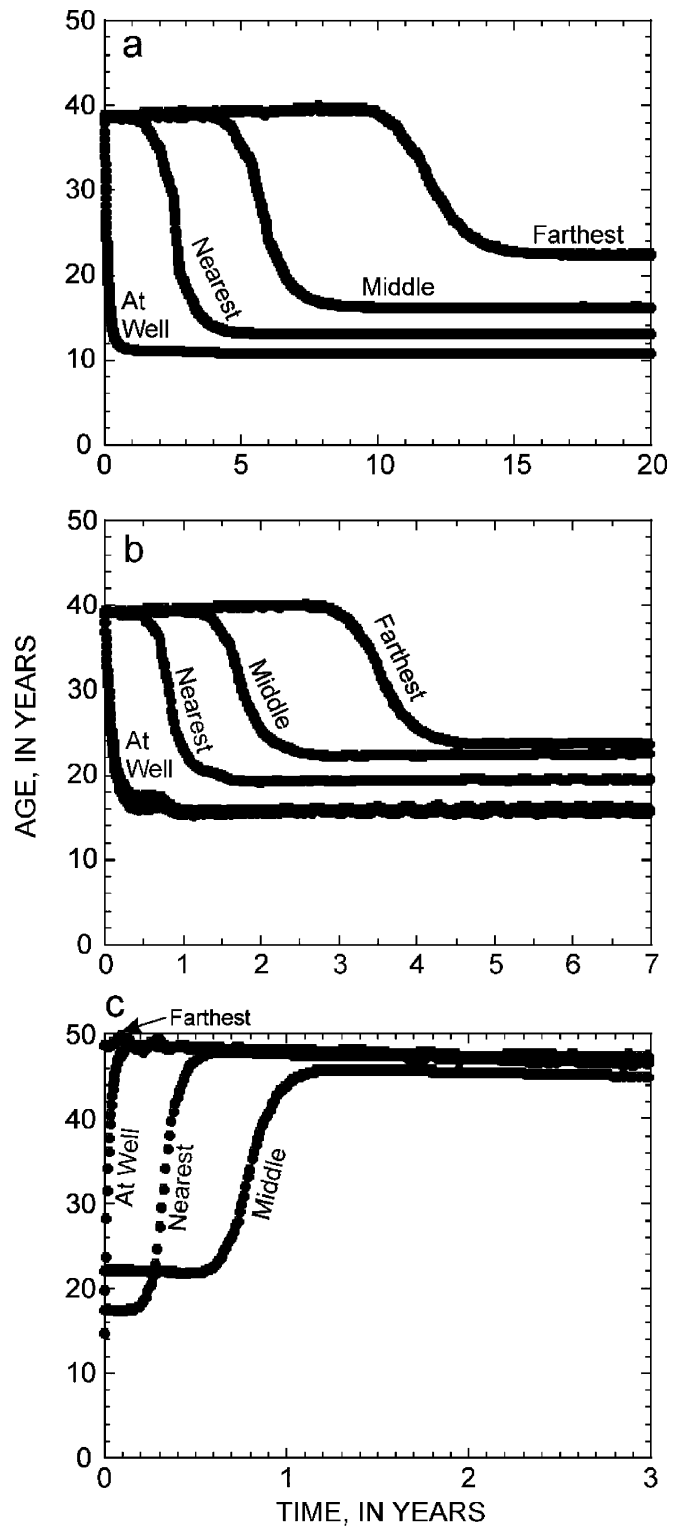 a
50
40
30
20
10
0
At
Well
Nearest
Middle
Farthest
0 5 10 15 20
b
50
40
30
20
10
0
At
Well
Nearest
Middle
Farthest
0 1 2 3 4 5 6 7
AGE, IN YEARS
c
Farthest
50
40
30
20
10
0
At Well
Nearest
Middle
0 1 2 3
TIME, IN YEARS